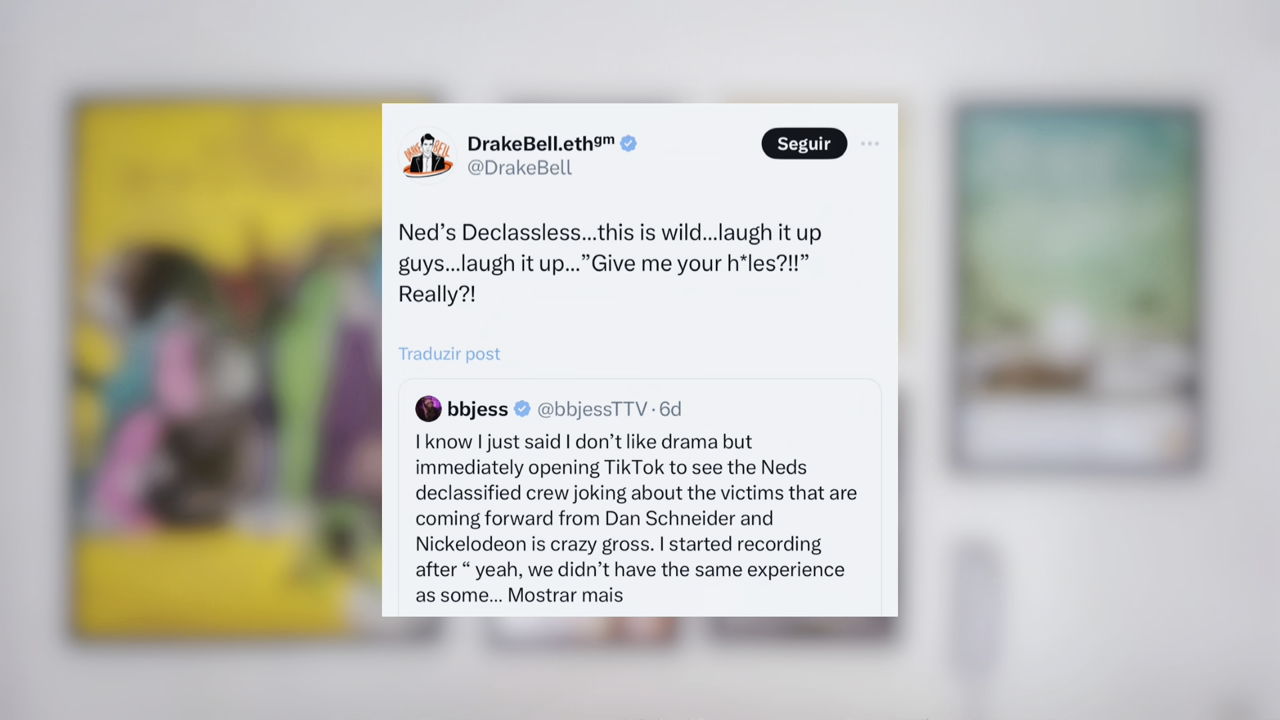 DrakeBell.ethᵍᵐ
@DrakeBell
Seguir
Ned’s Declassless...this is wild...laugh it up
guys...laugh it up...”Give me your h*les?!!”
Really?!
Traduzir post
bbjess @bbjessTTV · 6d
I know I just said I don’t like drama but
immediately opening TikTok to see the Neds
declassified crew joking about the victims that are
coming forward from Dan Schneider and
Nickelodeon is crazy gross. I started recording
after “ yeah, we didn’t have the same experience
as some... Mostrar mais